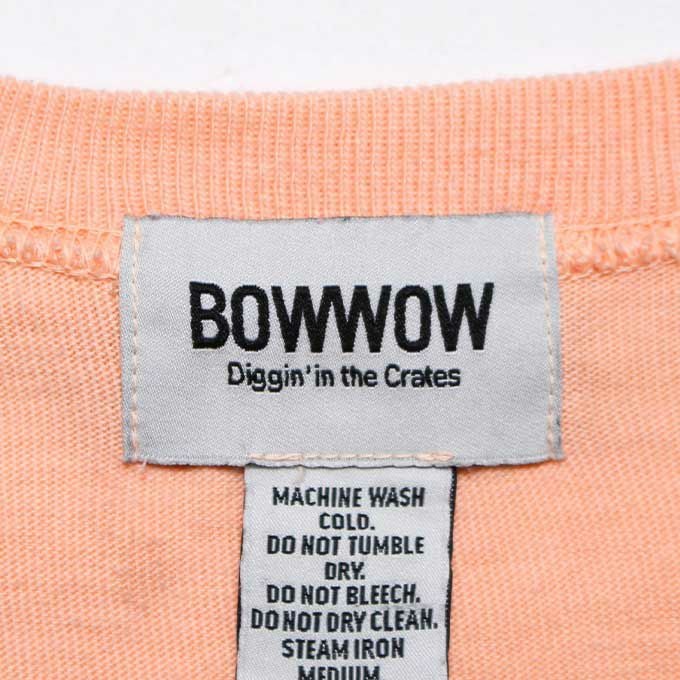 BOWWOW
Diggin' in the Crates
MACHINE WASH
COLD.
DO NOT TUMBLE
DRY.
DO NOT BLEECH.
DO NOT DRY CLEAN.
STEAM IRON
MEDIUM